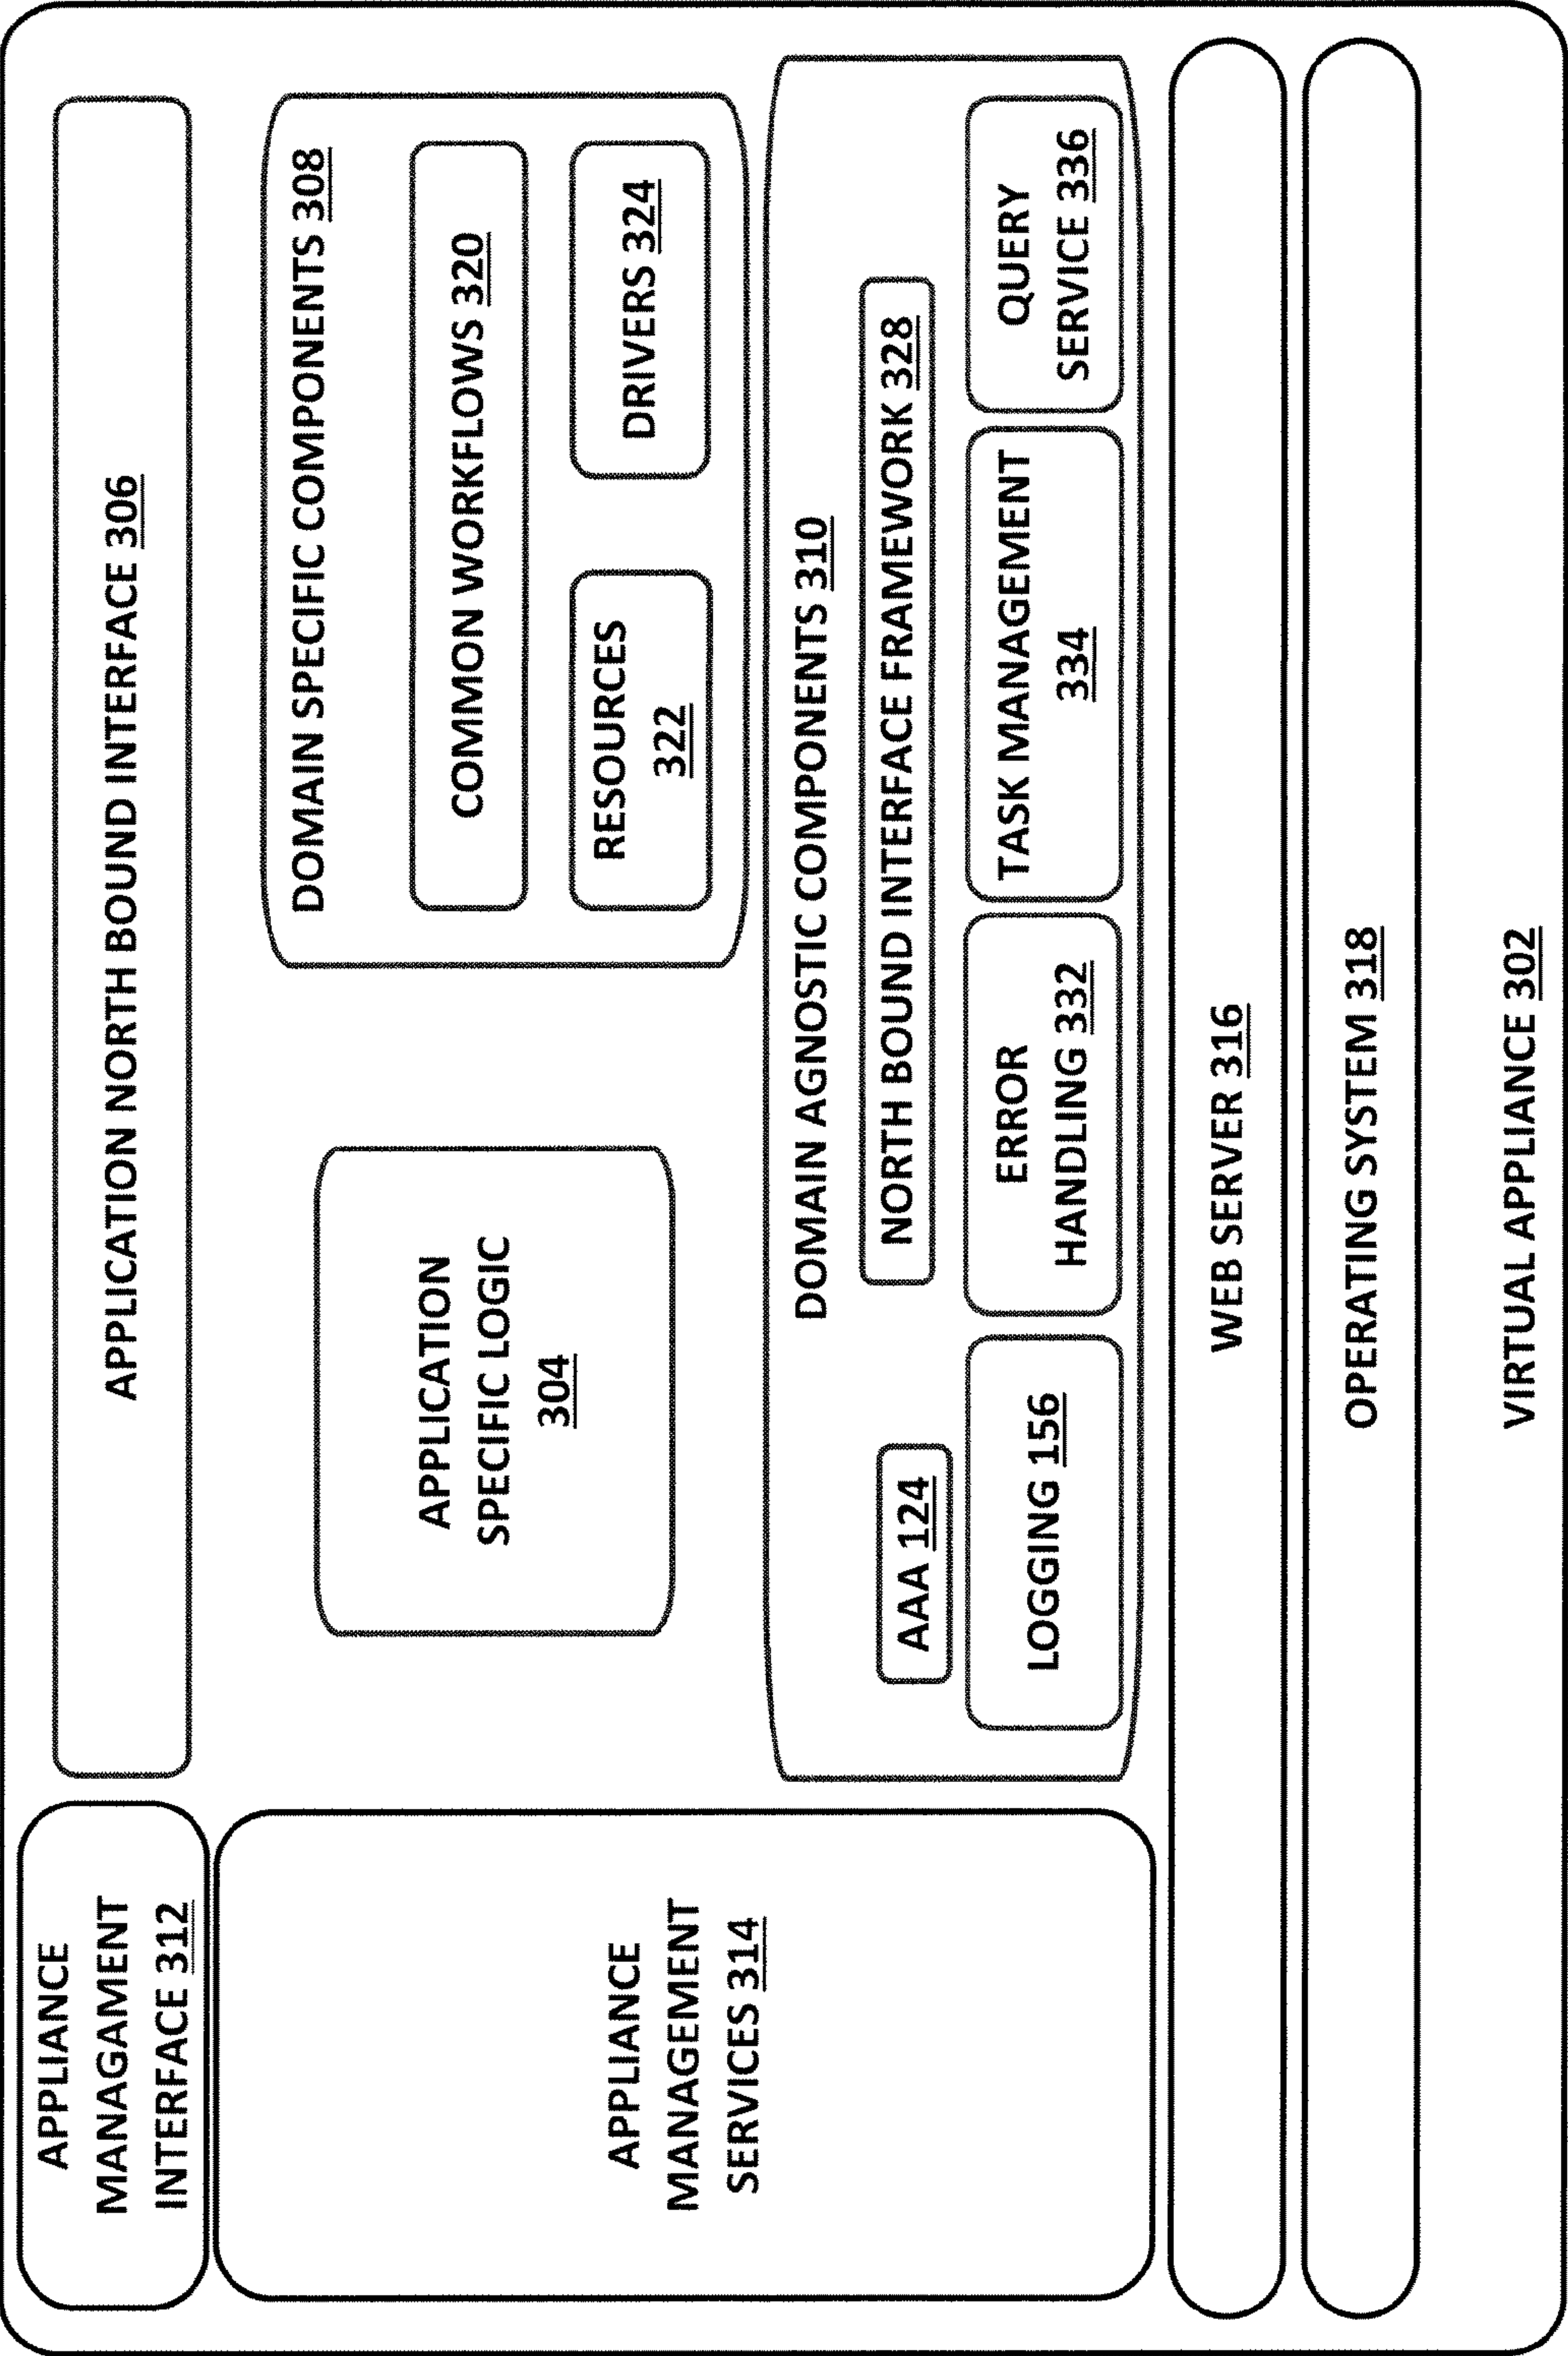 APPLIANCE
MANAGAMENT
INTERFACE 312
APPLICATION NORTH BOUND INTERFACE 306
APPLIANCE
MANAGEMENT
SERVICES 314
APPLICATION
SPECIFIC LOGIC
304
DOMAIN SPECIFIC COMPONENTS 308
COMMON WORKFLOWS 320
RESOURCES
322
DRIVERS 324
DOMAIN AGNOSTIC COMPONENTS 310
AAA 124
NORTH BOUND INTERFACE FRAMEWORK 328
LOGGING 156
ERROR
HANDLING 332
TASK MANAGEMENT
334
QUERY
SERVICE 336
WEB SERVER 316
OPERATING SYSTEM 318
VIRTUAL APPLIANCE 302